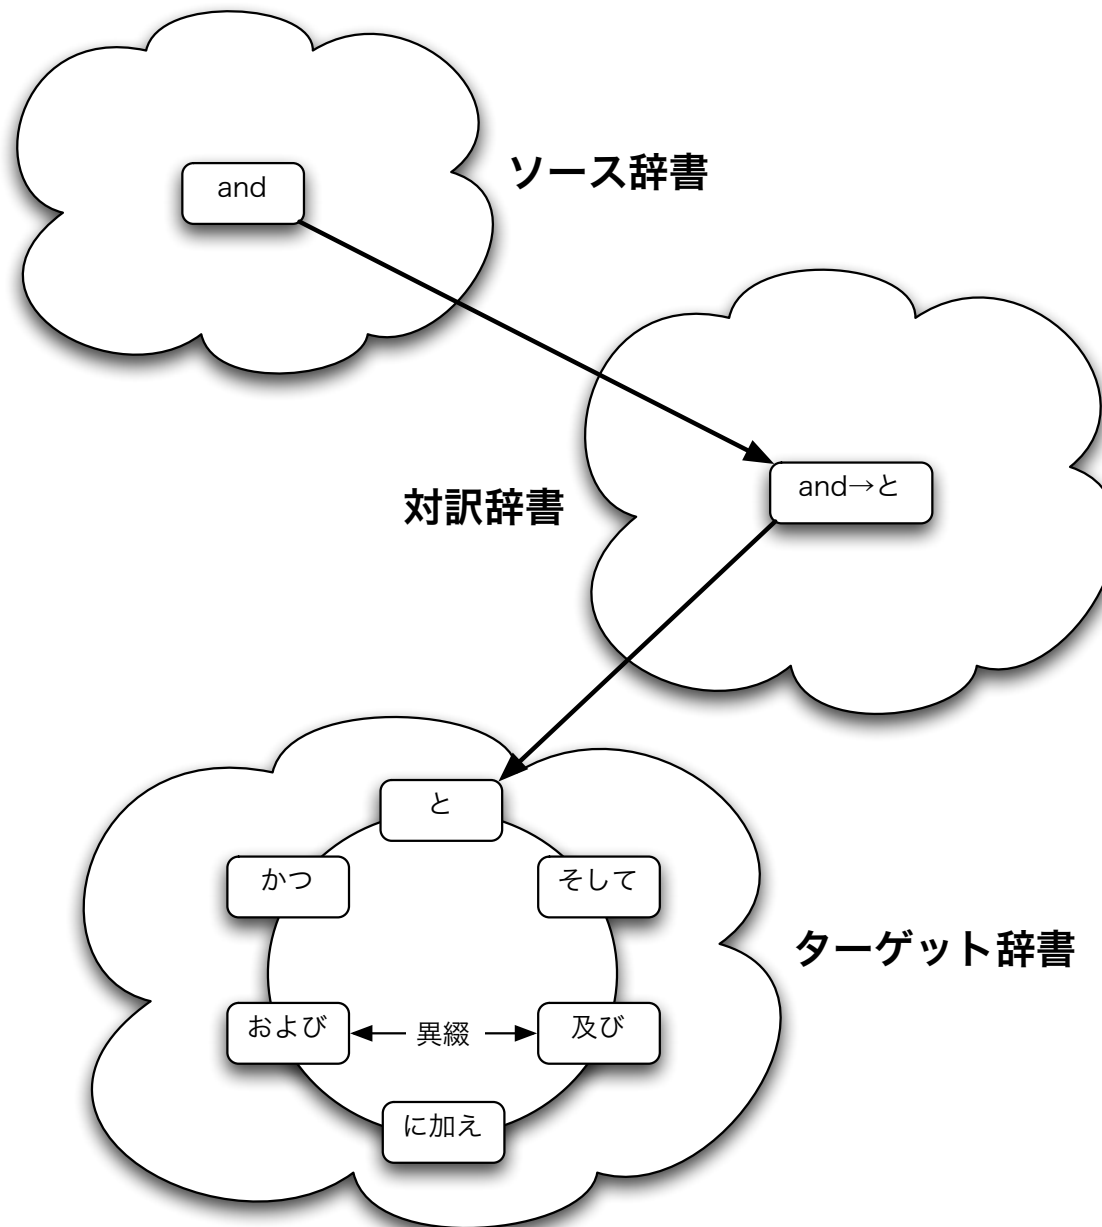 and
ソース辞書
and→と
対訳辞書
と
かつ
そして
ターゲット辞書
および
異綴
及び
に加え